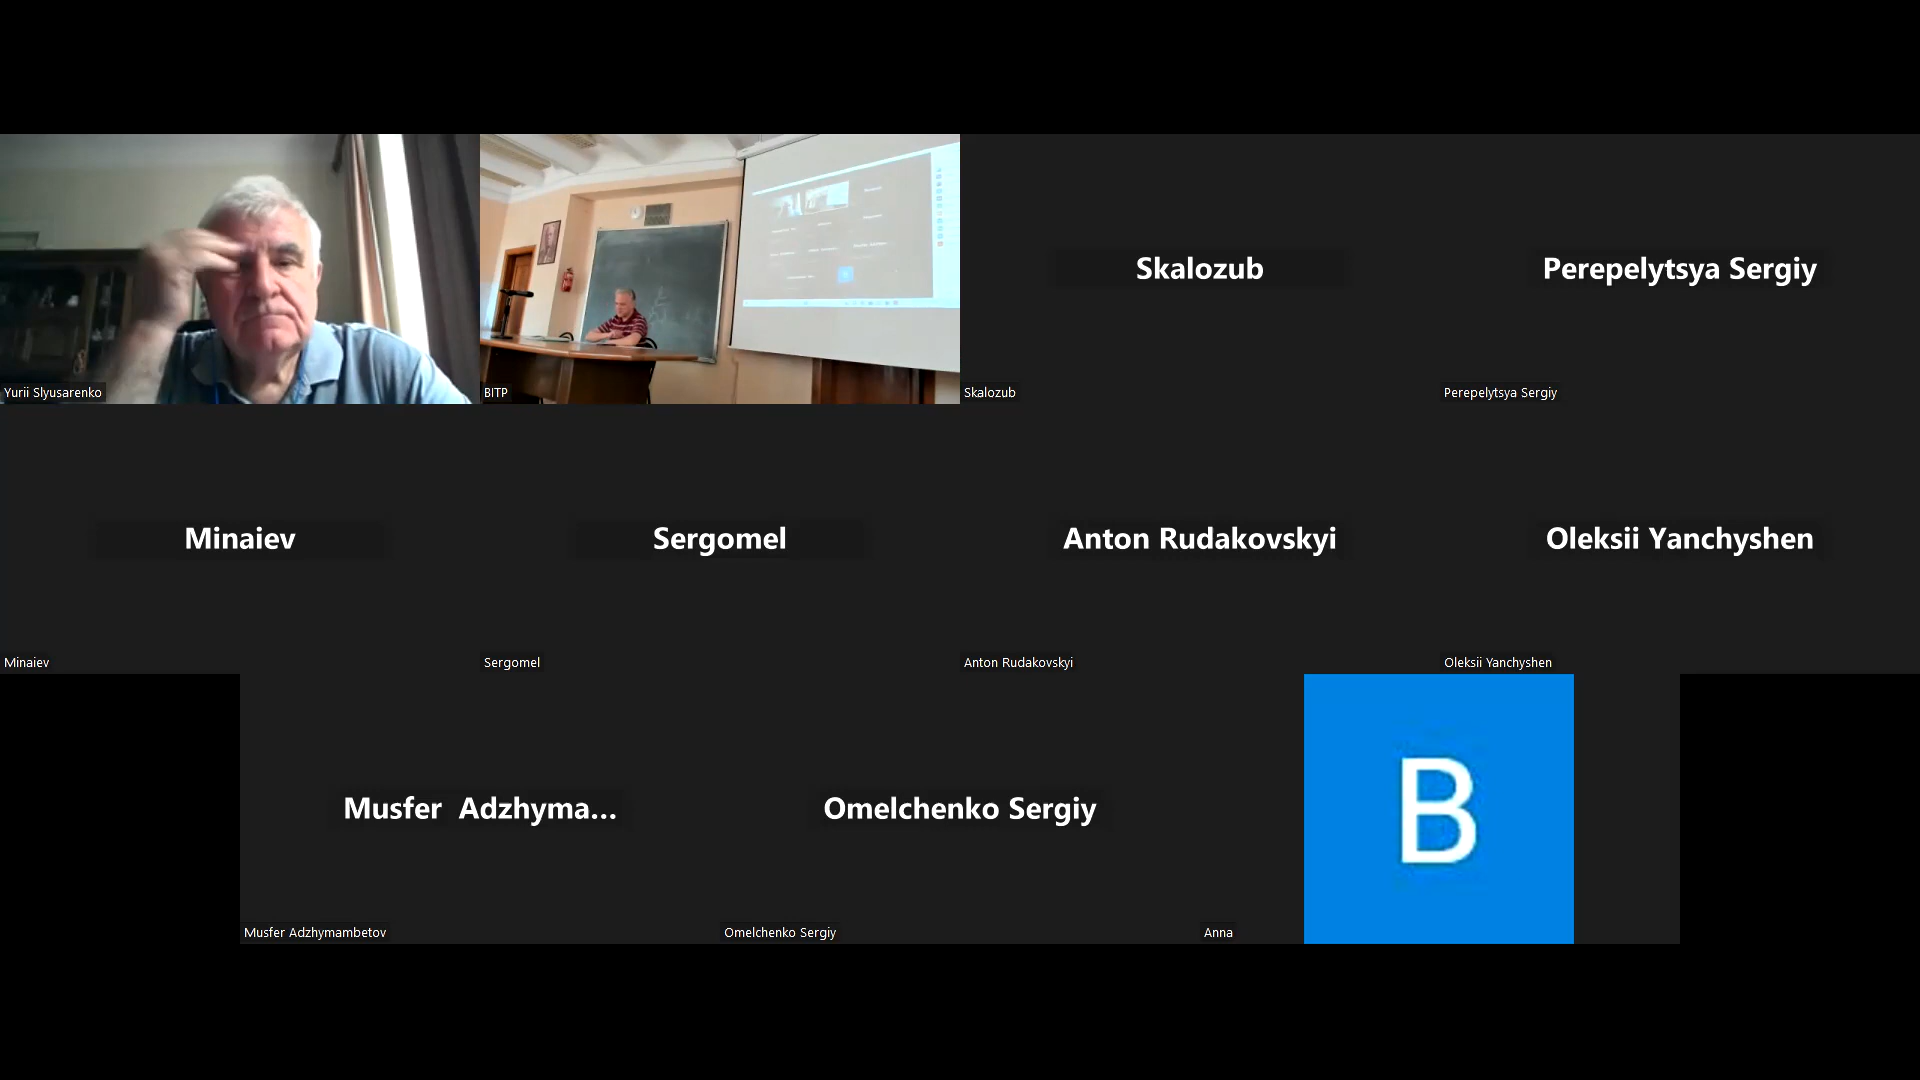 Yurii Slyusarenko
BITP
Skalozub
Skalozub
Perepelytsya Sergiy
Perepelytsya Sergiy
Minaiev
Minaiev
Sergomel
Sergomel
Anton Rudakovskyi
Anton Rudakovskyi
Oleksii Yanchyshen
Oleksii Yanchyshen
Musfer Adzhyma...
Musfer Adzhymambetov
Omelchenko Sergiy
Omelchenko Sergiy
Anna
B